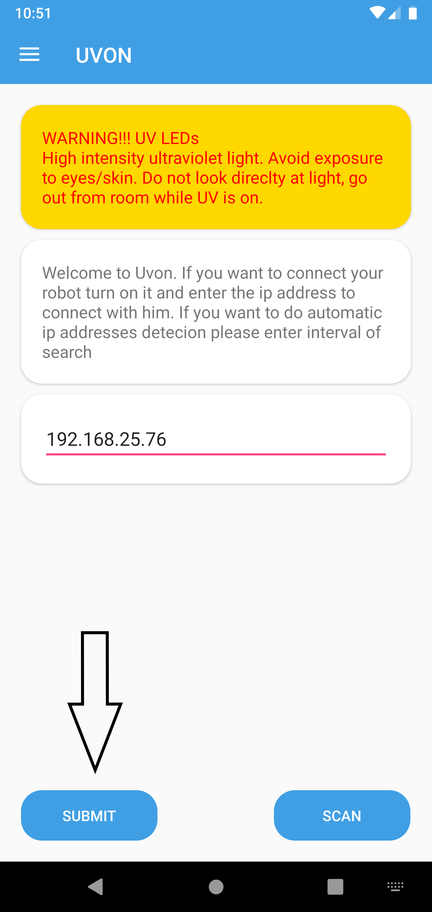 10:51
UVON
WARNING!!! UV LEDs
High intensity ultraviolet light. Avoid exposure
to eyes/skin. Do not look direclty at light, go
out from room while UV is on.
Welcome to Uvon. If you want to connect your
robot turn on it and enter the ip address to
connect with him. If you want to do automatic
ip addresses detecion please enter interval of
search
192.168.25.76
SUBMIT
SCAN